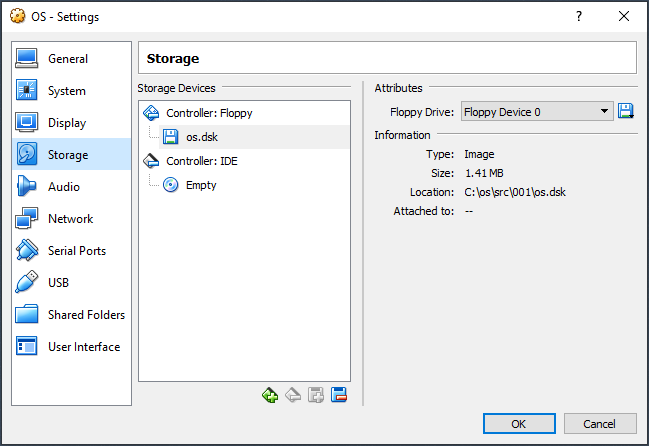 OS - Settings
General
System
Display
Storage
Audio
Network
Serial Ports
USB
Shared Folders
User Interface
Storage
Storage Devices
Controller: Floppy
os.dsk
Controller: IDE
Empty
Attributes
Floppy Drive: Floppy Device 0
Information
Type: Image
Size: 1.41 MB
Location: C:\os\src\001\os.dsk
Attached to: --
OK
Cancel